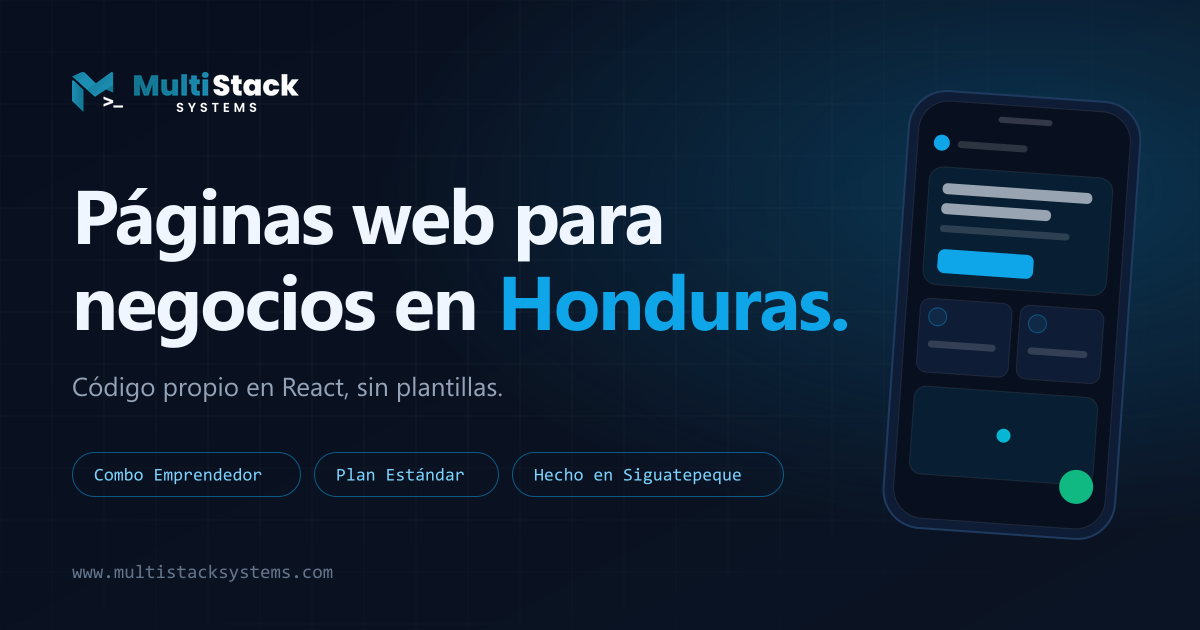 MultiStack
SYSTEMS
Páginas web para
negocios en Honduras.
Código propio en React, sin plantillas.
Combo Emprendedor
Plan Estándar
Hecho en Siguatepeque
www.multistacksystems.com